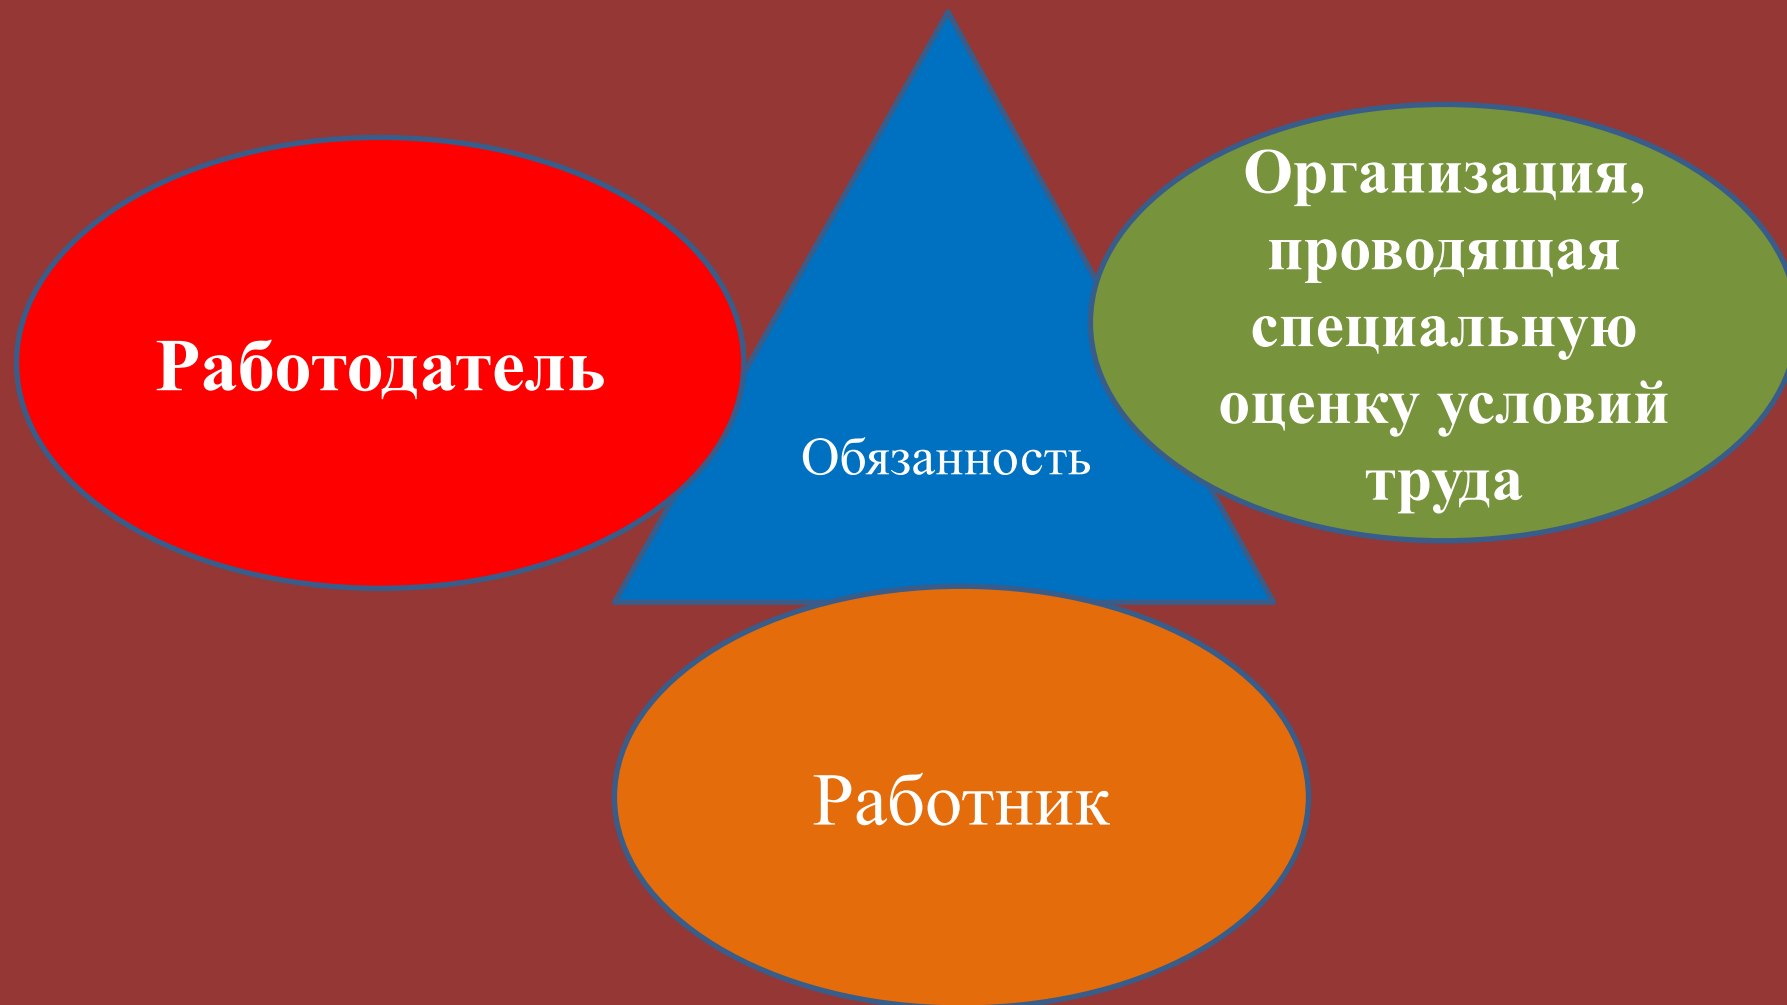 Работодатель
Обязанность
Организация,
проводящая
специальную
оценку условий
труда
Работник